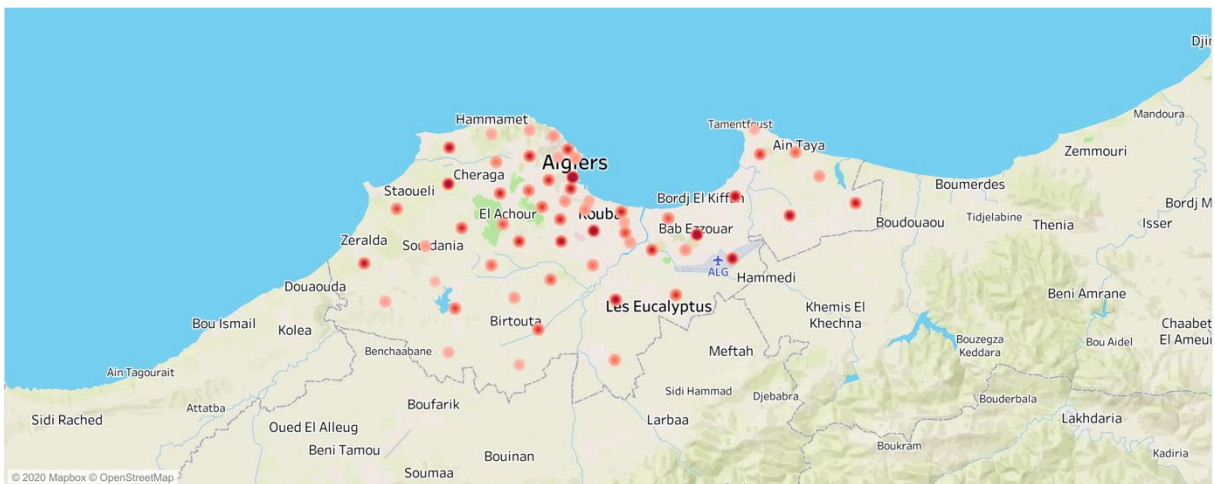 Djir
Mandoura
Hammamet
Tamentfoust
Algiers
Ain Taya
Zemmouri
Cheraga
Staoueli
Bordj El Kiffan
Boumerdes
Bordj M
El Achour
Kouba
Tidjelabine
Boudouaou
Thenia
Isser
Zeralda
Souidania
Bab Ezzouar
ALG
Hammedi
Douaouda
Beni Amrane
Les Eucalyptus
Khemis El
Khechna
Bou Ismail
Kolea
Birtouta
Chaabet
El Ameur
Bouzegza
Keddara
Bou Aidel
Benchaabane
Meftah
Ain Tagourait
Sidi Hammad
Djebabra
Bouderbala
Attatba
Boufarik
Sidi Rached
Larbaa
Lakhdaria
Oued El Alleug
Beni Tamou
Boukram
Bouinan
Kadiria
Soumaa
© 2020 Mapbox © OpenStreetMap